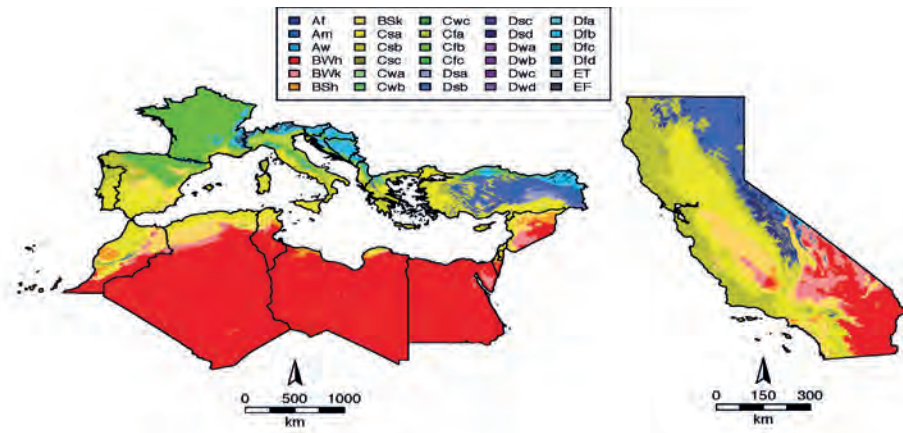 Af BSk Cwc Dsc Dfa
Am Csa Cfa Dsd Dfb
Aw Csb Cfb Dwa Dfc
BWh Csc Cfc Dwb Dfd
BWk Cwa Dsa Dwc ET
BSh Cwb Dsb Dwd EF
0 500 1000
km
0 150 300
km